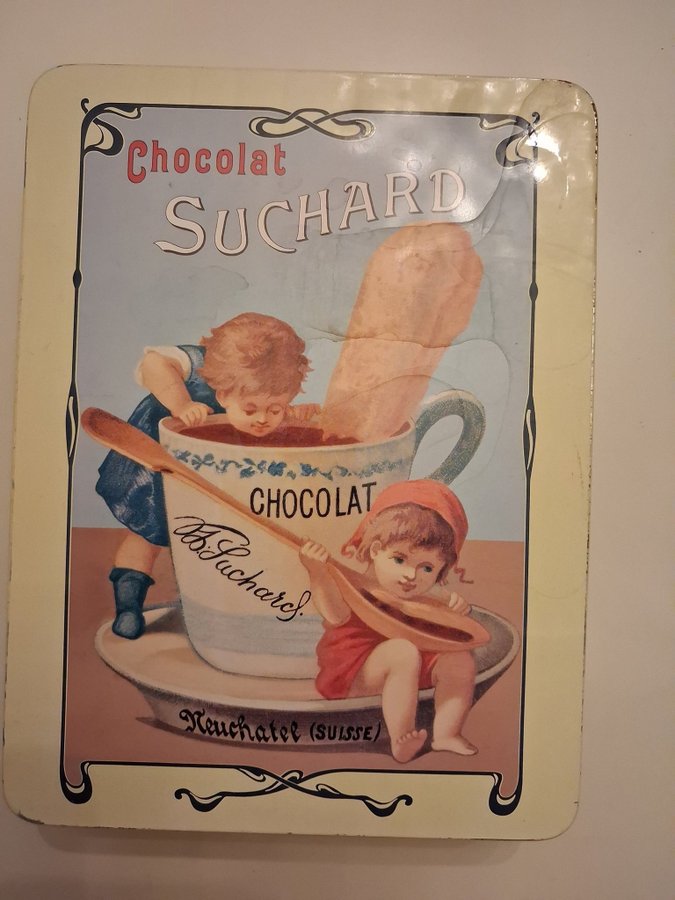 Chocolat
SUCHARD
CHOCOLAT
Ph. Suchard.
Neuchatel (SUISSE)